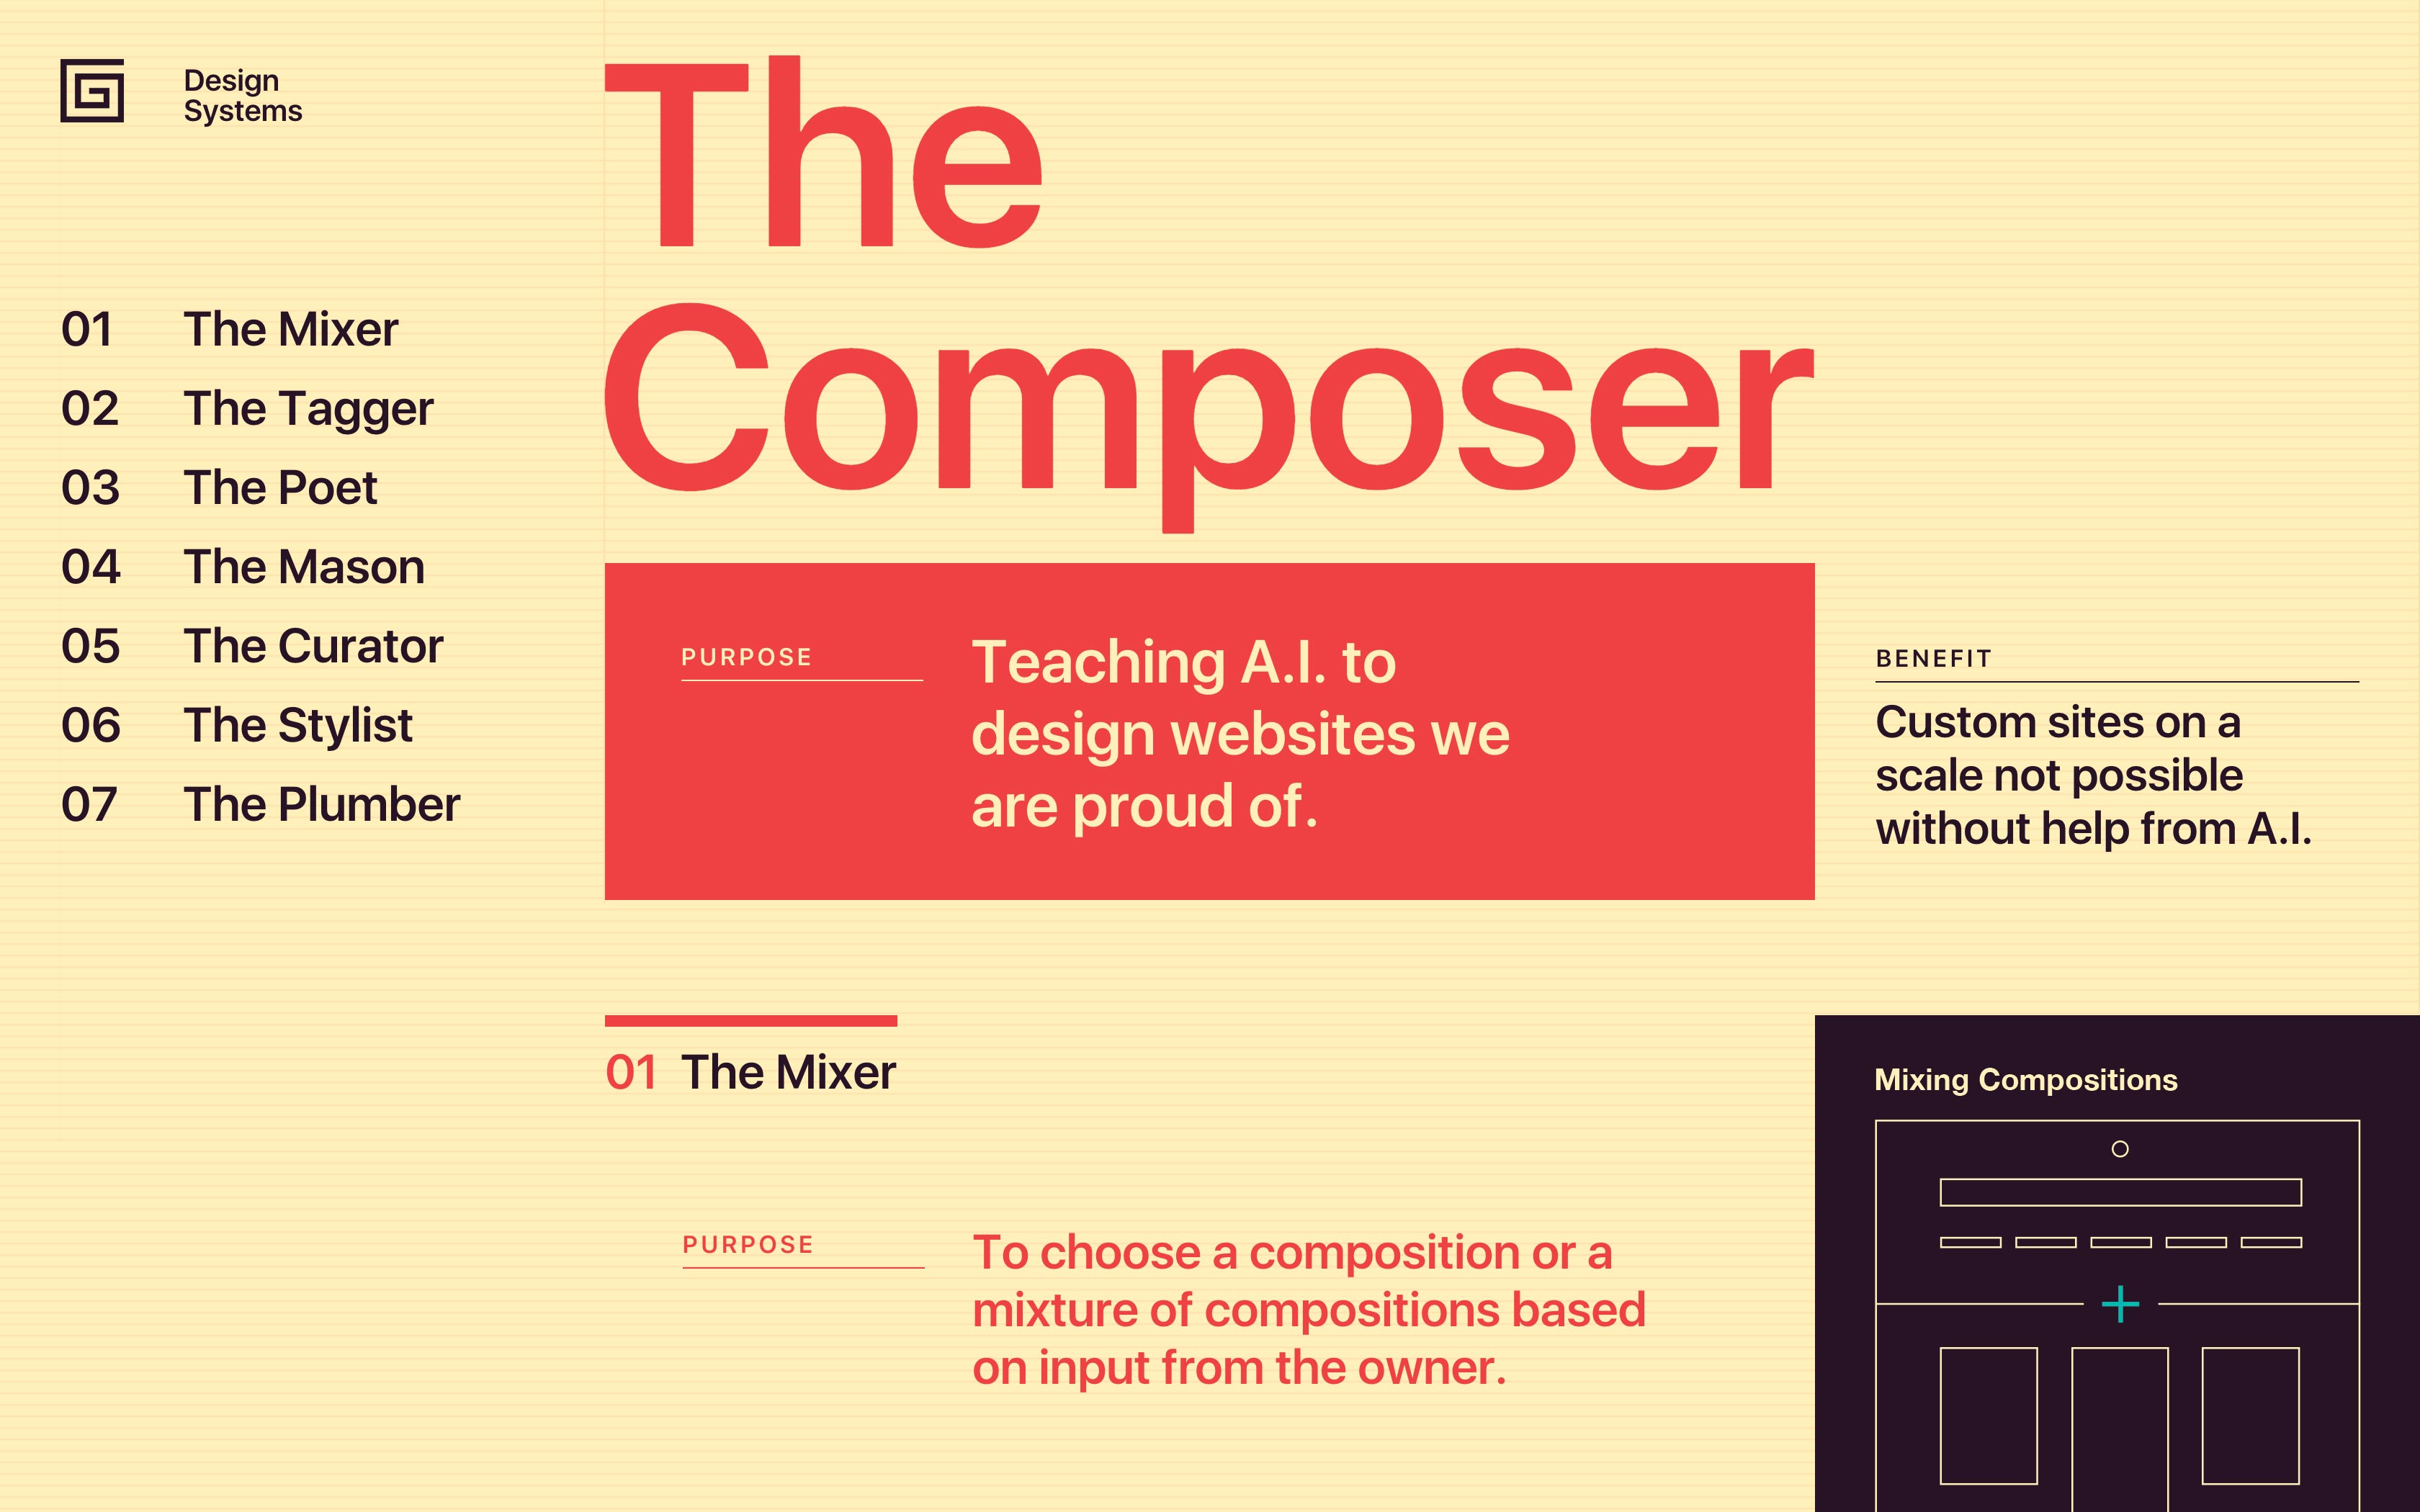 Design
Systems
01 The Mixer
02 The Tagger
03 The Poet
04 The Mason
05 The Curator
06 The Stylist
07 The Plumber
The
Composer
PURPOSE
Teaching A.I. to
design websites we
are proud of.
BENEFIT
Custom sites on a
scale not possible
without help from A.I.
01 The Mixer
PURPOSE
To choose a composition or a
mixture of compositions based
on input from the owner.
Mixing Compositions